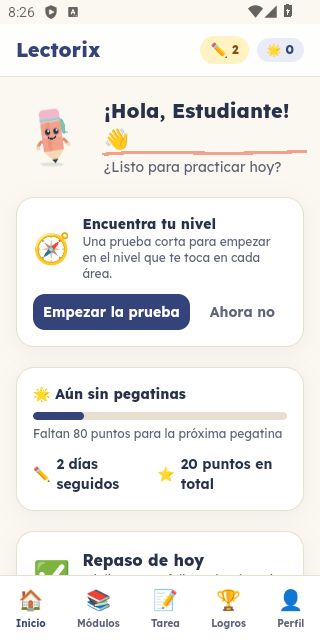 8:26
Lectorix
✏️ 2
🌟 0
¡Hola, Estudiante!
👋
¿Listo para practicar hoy?
Encuentra tu nivel
Una prueba corta para empezar
en el nivel que te toca en cada
área.
Empezar la prueba
Ahora no
🌟 Aún sin pegatinas
Faltan 80 puntos para la próxima pegatina
✏️ 2 días
seguidos
⭐ 20 puntos en
total
Repaso de hoy
Inicio
Módulos
Tarea
Logros
Perfil